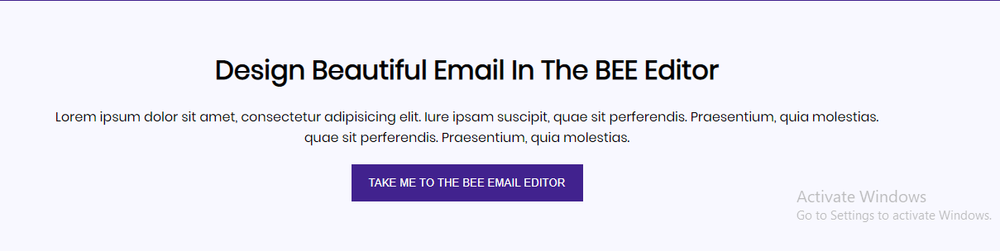 Design Beautiful Email In The BEE Editor
Lorem ipsum dolor sit amet, consectetur adipisicing elit. Iure ipsam suscipit, quae sit perferendis. Praesentium, quia molestias.
quae sit perferendis. Praesentium, quia molestias.
TAKE ME TO THE BEE EMAIL EDITOR
Activate Windows
Go to Settings to activate Windows.